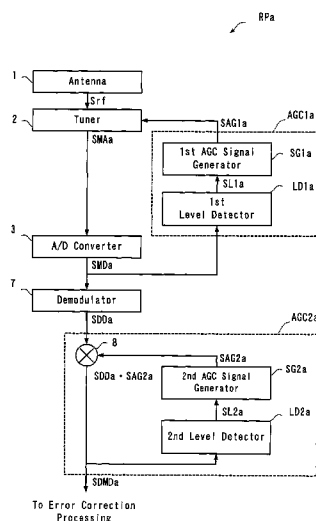 RPa
1
Antenna
Srf
2
Tuner
SAG1a
AGC1a
SMAa
1st AGC Signal
Generator
SG1a
SL1a
1st
Level Detector
LD1a
3
A/D Converter
SMDa
7
Demodulator
SDDa
AGC2a
8
SAG2a
SDDa・SAG2a
2nd AGC Signal
Generator
SG2a
SL2a
2nd Level Detector
LD2a
SDMDa
To Error Correction
Processing